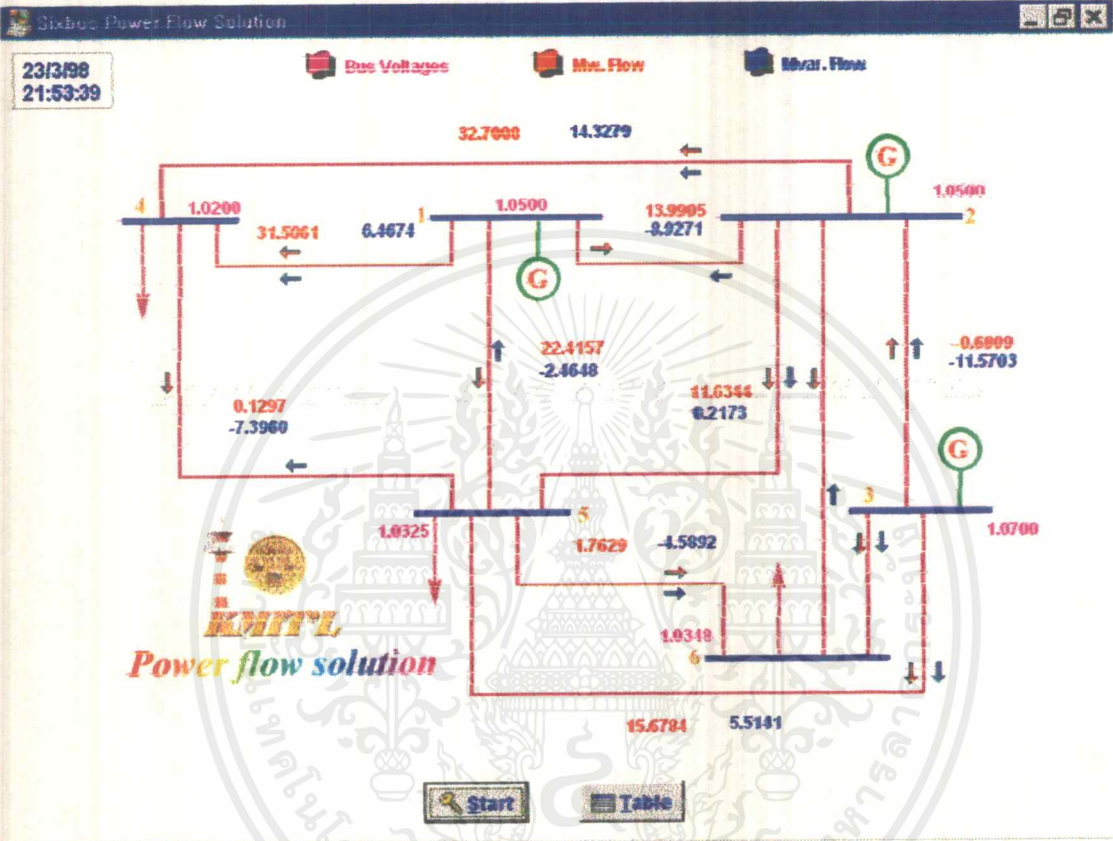 Sixbus Power Flow Solution
23/3/98
21:53:39
Bus Voltages
Mw. Flow
Mvar. Flow
32.7008 14.3279
G
4
1.0200
1
1.0500
13.9905
-8.9271
1.0500
2
31.5061 6.4674
G
22.4157
-2.4648
-0.6809
-11.5703
11.6344
0.2173
0.1297
-7.3960
G
3
1.0325
5
1.7629 -4.5892
1.0700
KMITL
Power flow solution
1.0348
6
15.6784 5.5141
Start
Table